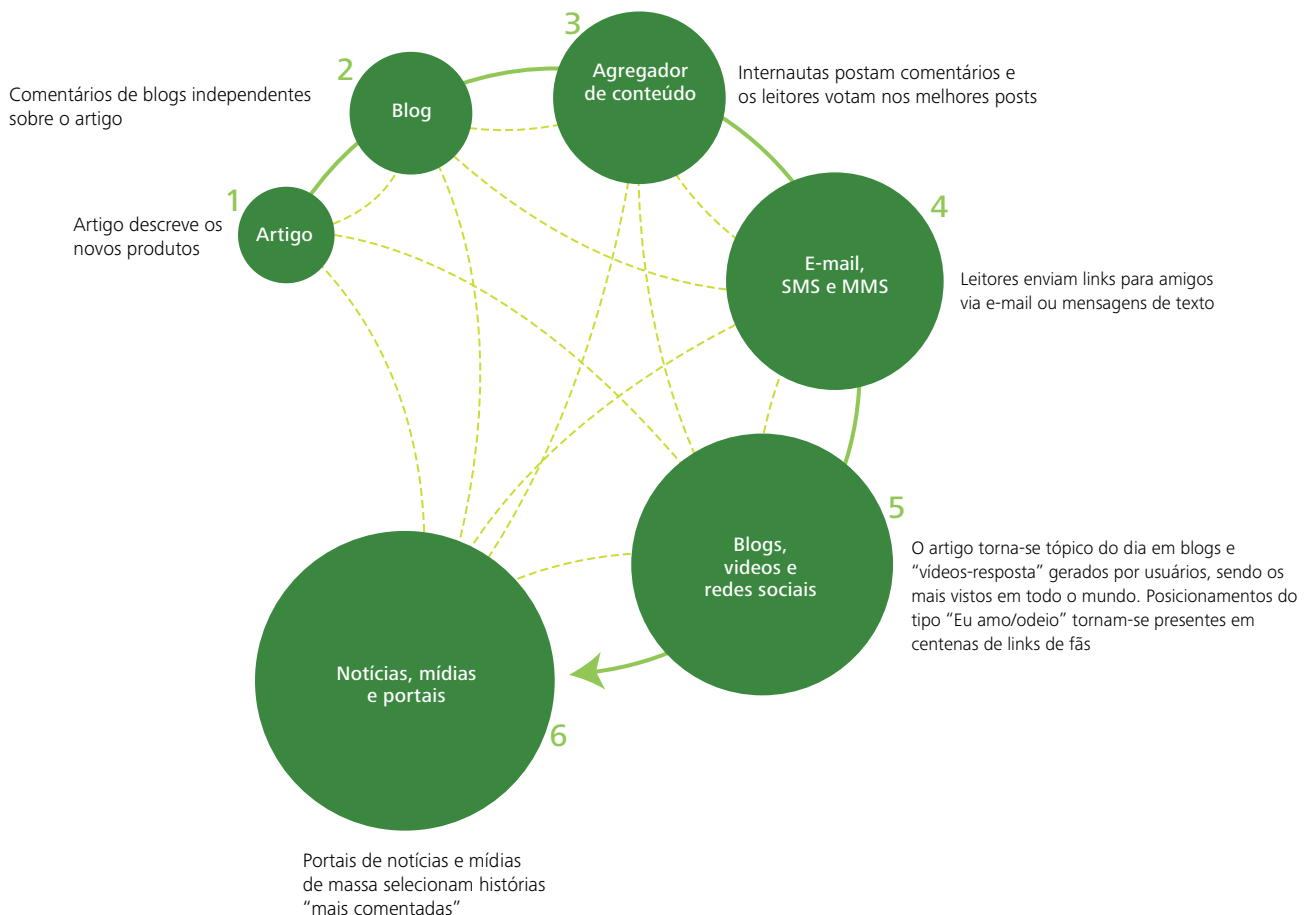 1
Artigo
Artigo descreve os
novos produtos
2
Blog
Comentários de blogs independentes
sobre o artigo
3
Agregador
de conteúdo
Internautas postam comentários e
os leitores votam nos melhores posts
4
E-mail,
SMS e MMS
Leitores enviam links para amigos
via e-mail ou mensagens de texto
5
Blogs,
videos e
redes sociais
O artigo torna-se tópico do dia em blogs e
“vídeos-resposta” gerados por usuários, sendo os
mais vistos em todo o mundo. Posicionamentos do
tipo “Eu amo/odeio” tornam-se presentes em
centenas de links de fãs
6
Notícias, mídias
e portais
Portais de notícias e mídias
de massa selecionam histórias
“mais comentadas”